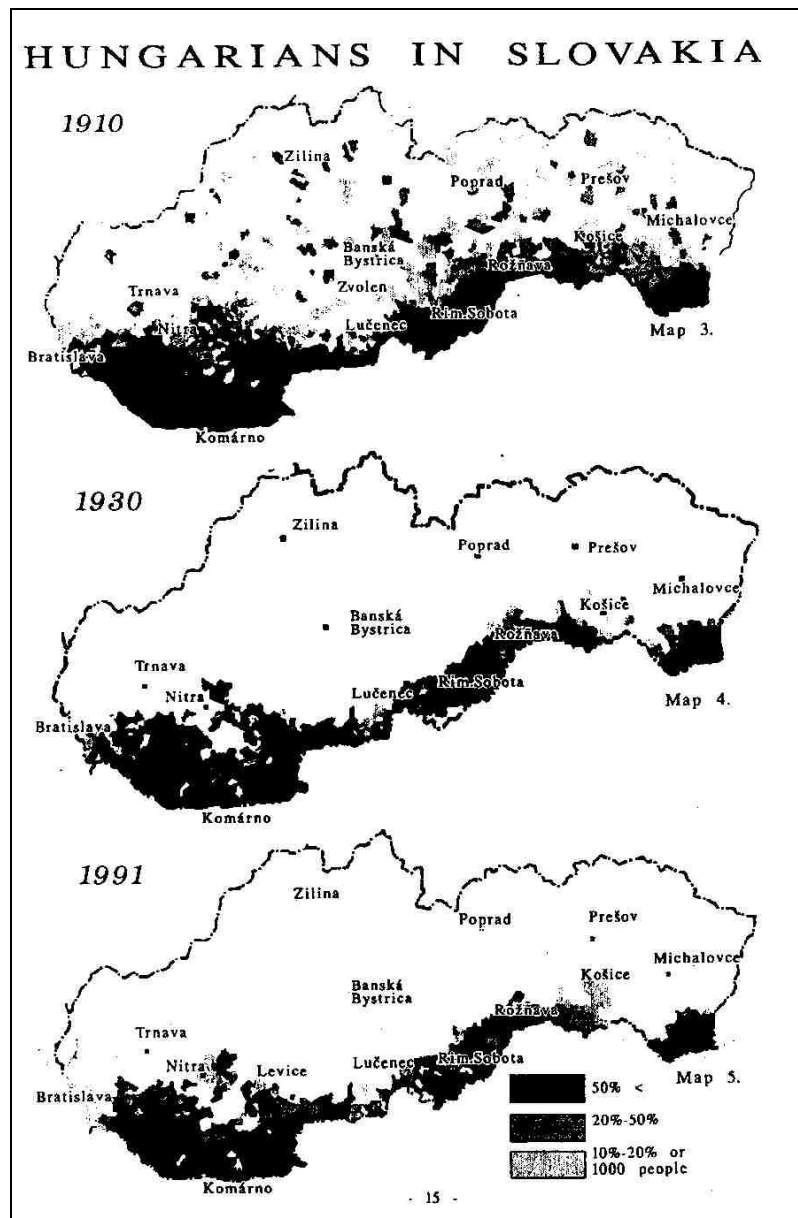 HUNGARIANS IN SLOVAKIA
1910
Zilina
Poprad
Prešov
Michalovce
Banská
Bystrica
Košice
Rožňava
Zvolen
Trnava
Rim.Sobota
Nitra
Lučenec
Map 3.
Bratislava
Komárno
1930
Zilina
Poprad
Prešov
Michalovce
Banská
Bystrica
Košice
Rožňava
Trnava
Rim.Sobota
Nitra
Lučenec
Map 4.
Bratislava
Komárno
1991
Zilina
Poprad
Prešov
Michalovce
Košice
Banská
Bystrica
Rožňava
Trnava
Nitra
Levice
Lučenec
Rim.Sobota
Map 5.
Bratislava
Komárno
50% <
20%-50%
10%-20% or
1000 people
- 15 -